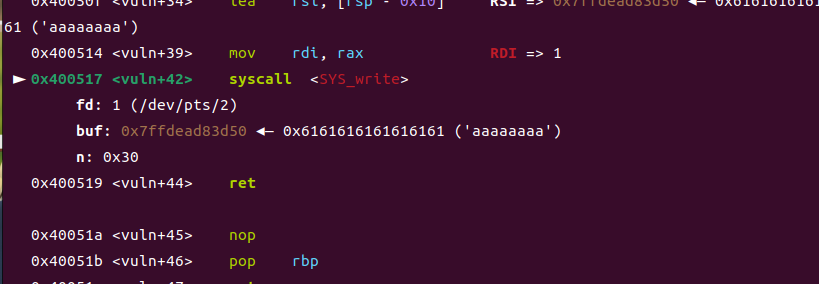 0x40050f <vuln+34>    lea    rsi, [rsp - 0x10]     RSI => 0x7ffdead83d50 ◂— 0x61616161616161
61 ('aaaaaaaa')
0x400514 <vuln+39>    mov    rdi, rax              RDI => 1
► 0x400517 <vuln+42>    syscall  <SYS_write>
fd: 1 (/dev/pts/2)
buf: 0x7ffdead83d50 ◂— 0x6161616161616161 ('aaaaaaaa')
n: 0x30
0x400519 <vuln+44>    ret
0x40051a <vuln+45>    nop
0x40051b <vuln+46>    pop    rbp